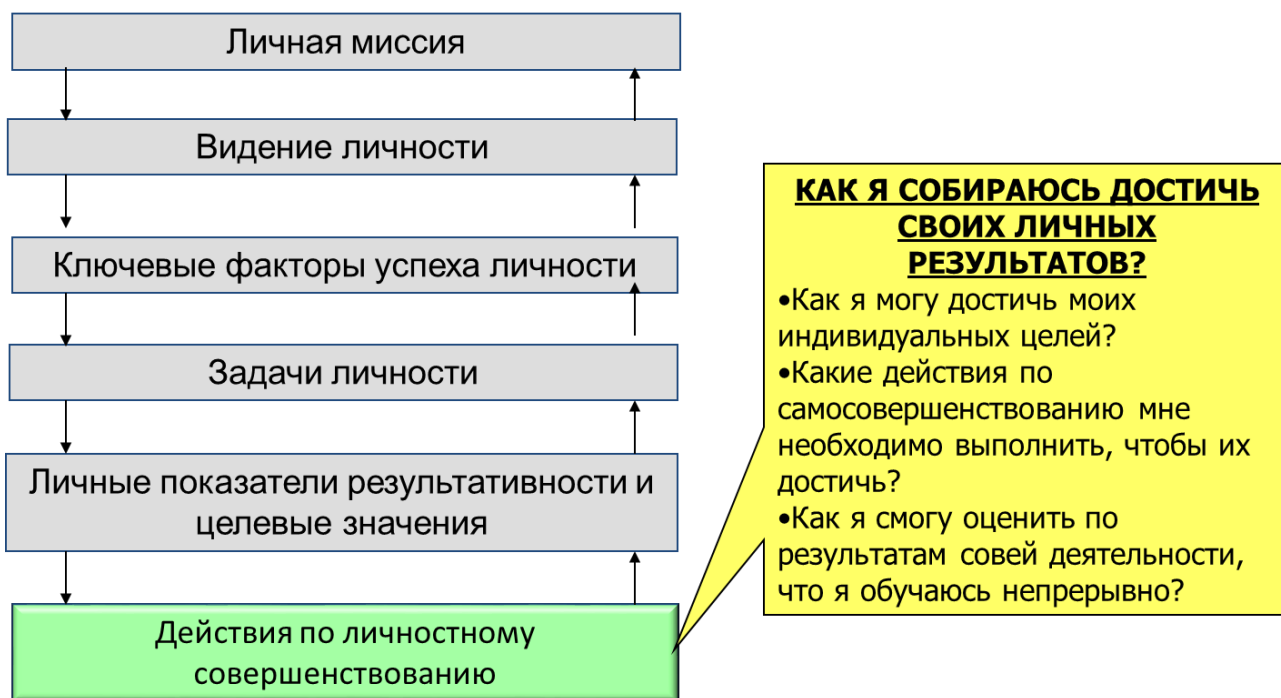 Личная миссия
Видение личности
Ключевые факторы успеха личности
Задачи личности
Личные показатели результативности и
целевые значения
Действия по личностному
совершенствованию
КАК Я СОБИРАЮСЬ ДОСТИЧЬ
СВОИХ ЛИЧНЫХ
РЕЗУЛЬТАТОВ?
•Как я могу достичь моих
индивидуальных целей?
•Какие действия по
самосовершенствованию мне
необходимо выполнить, чтобы их
достичь?
•Как я смогу оценить по
результатам совей деятельности,
что я обучаюсь непрерывно?